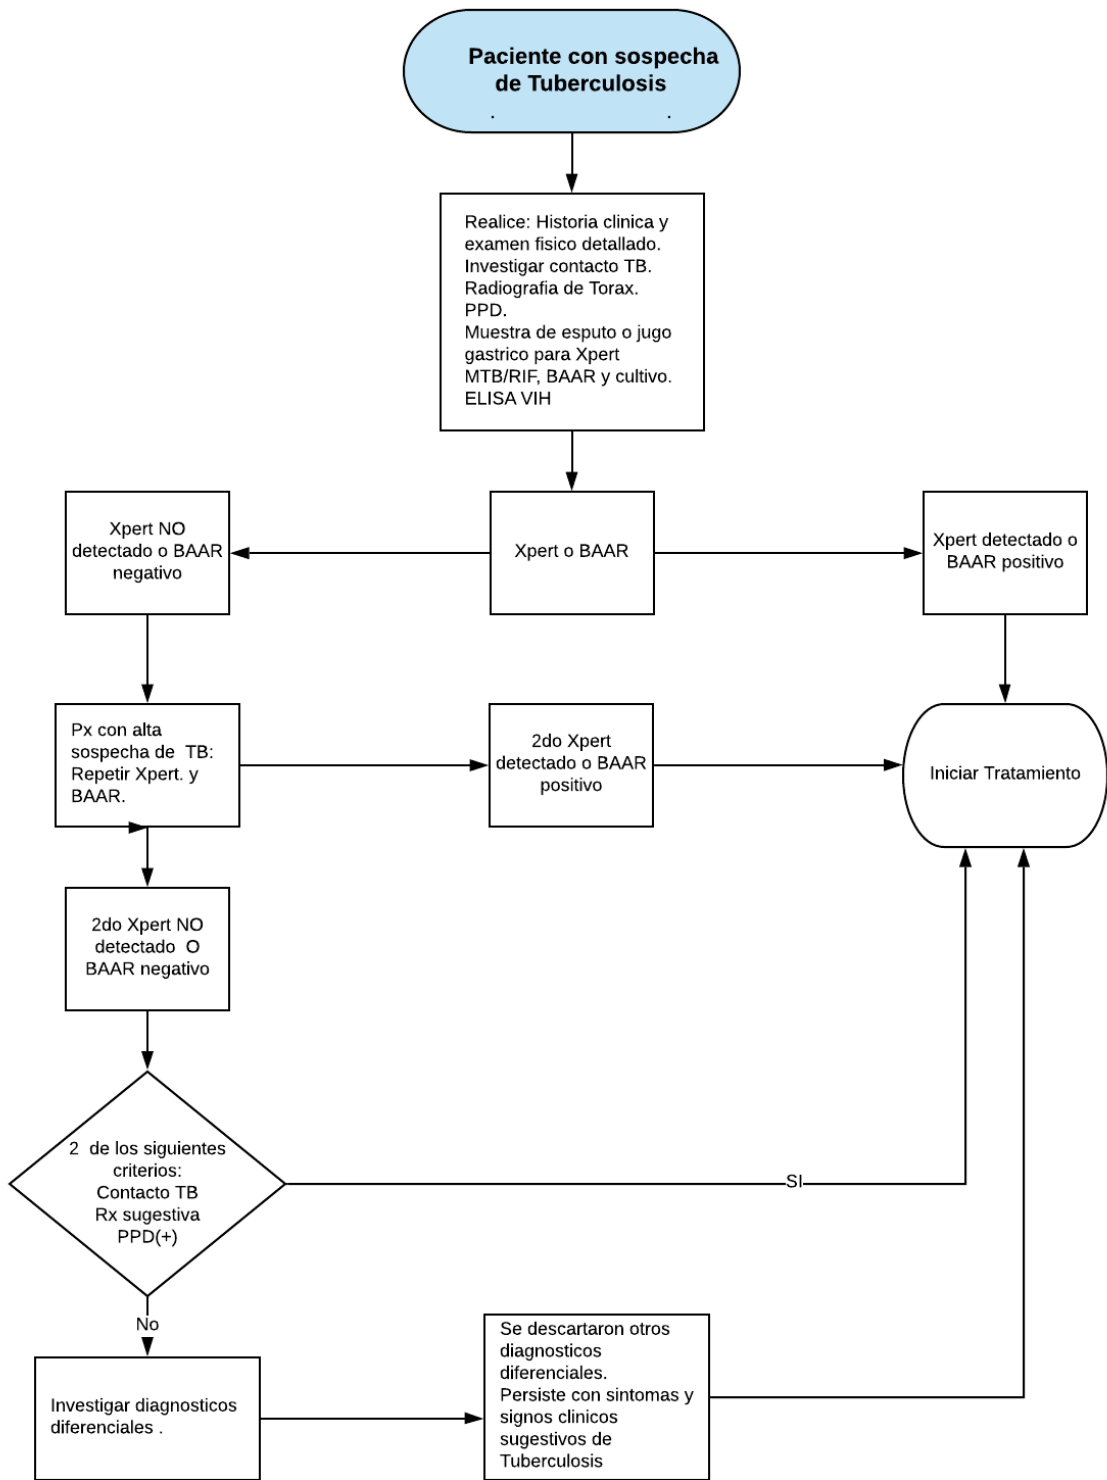 Paciente con sospecha
de Tuberculosis
. .
Realice: Historia clinica y
examen fisico detallado.
Investigar contacto TB.
Radiografia de Torax.
PPD.
Muestra de esputo o jugo
gastrico para Xpert
MTB/RIF, BAAR y cultivo.
ELISA VIH
Xpert NO
detectado o BAAR
negativo
Xpert o BAAR
Xpert detectado o
BAAR positivo
Px con alta
sospecha de TB:
Repetir Xpert. y
BAAR.
2do Xpert
detectado o BAAR
positivo
Iniciar Tratamiento
2do Xpert NO
detectado O
BAAR negativo
2 de los siguientes
criterios:
Contacto TB
Rx sugestiva
PPD(+)
SI
No
Investigar diagnosticos
diferenciales .
Se descartaron otros
diagnosticos
diferenciales.
Persiste con sintomas y
signos clinicos
sugestivos de
Tuberculosis